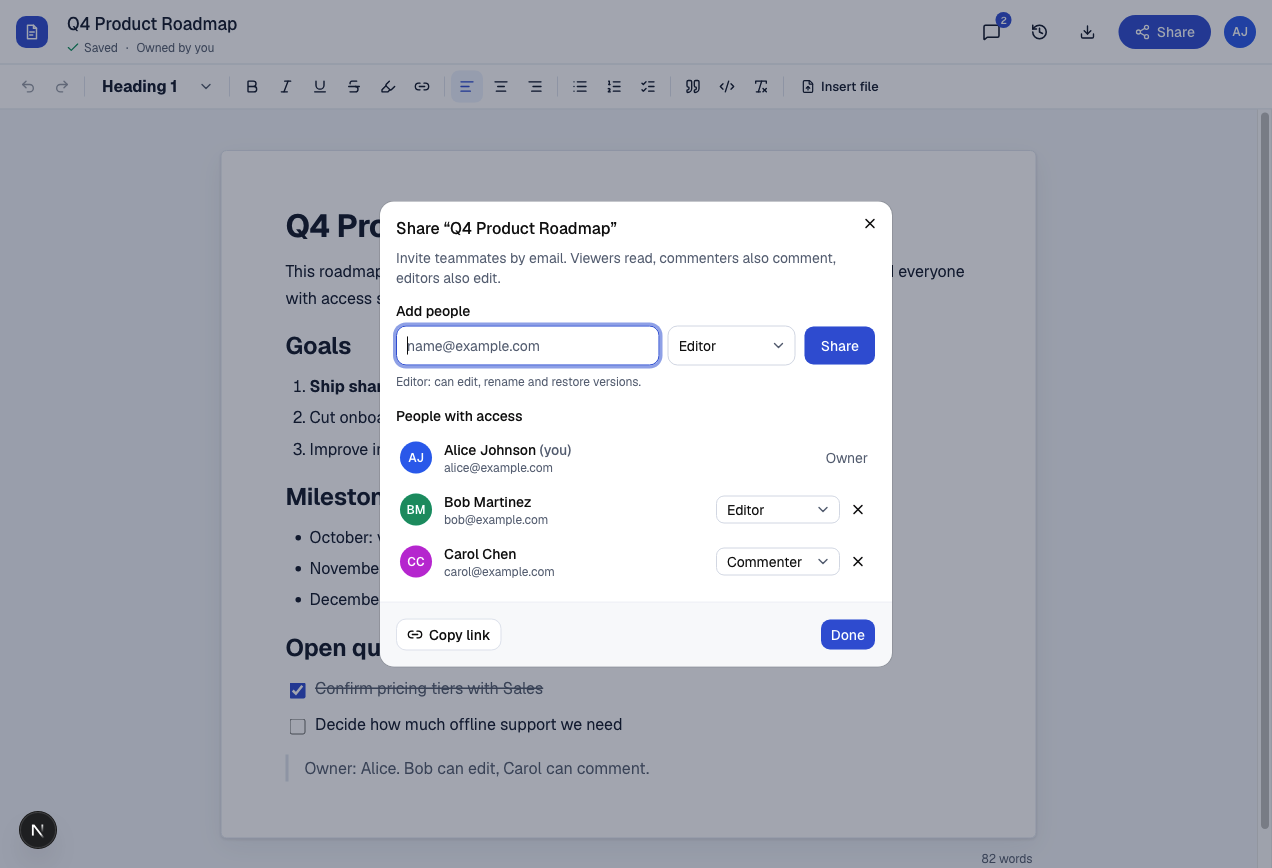 Q4 Product Roadmap
Saved · Owned by you
2
Share
AJ
Heading 1
Insert file
Q4 Pro
This roadmap
everyone
with access s
Goals
1. Ship shar
2. Cut onboa
3. Improve i
Mileston
• October:
• Novembe
• Decembe
Open qu
Confirm pricing tiers with Sales
Decide how much offline support we need
Owner: Alice. Bob can edit, Carol can comment.
82 words
N
Share “Q4 Product Roadmap”
Invite teammates by email. Viewers read, commenters also comment,
editors also edit.
Add people
name@example.com
Editor
Share
Editor: can edit, rename and restore versions.
People with access
AJ
Alice Johnson (you)
alice@example.com
Owner
BM
Bob Martinez
bob@example.com
Editor
CC
Carol Chen
carol@example.com
Commenter
Copy link
Done